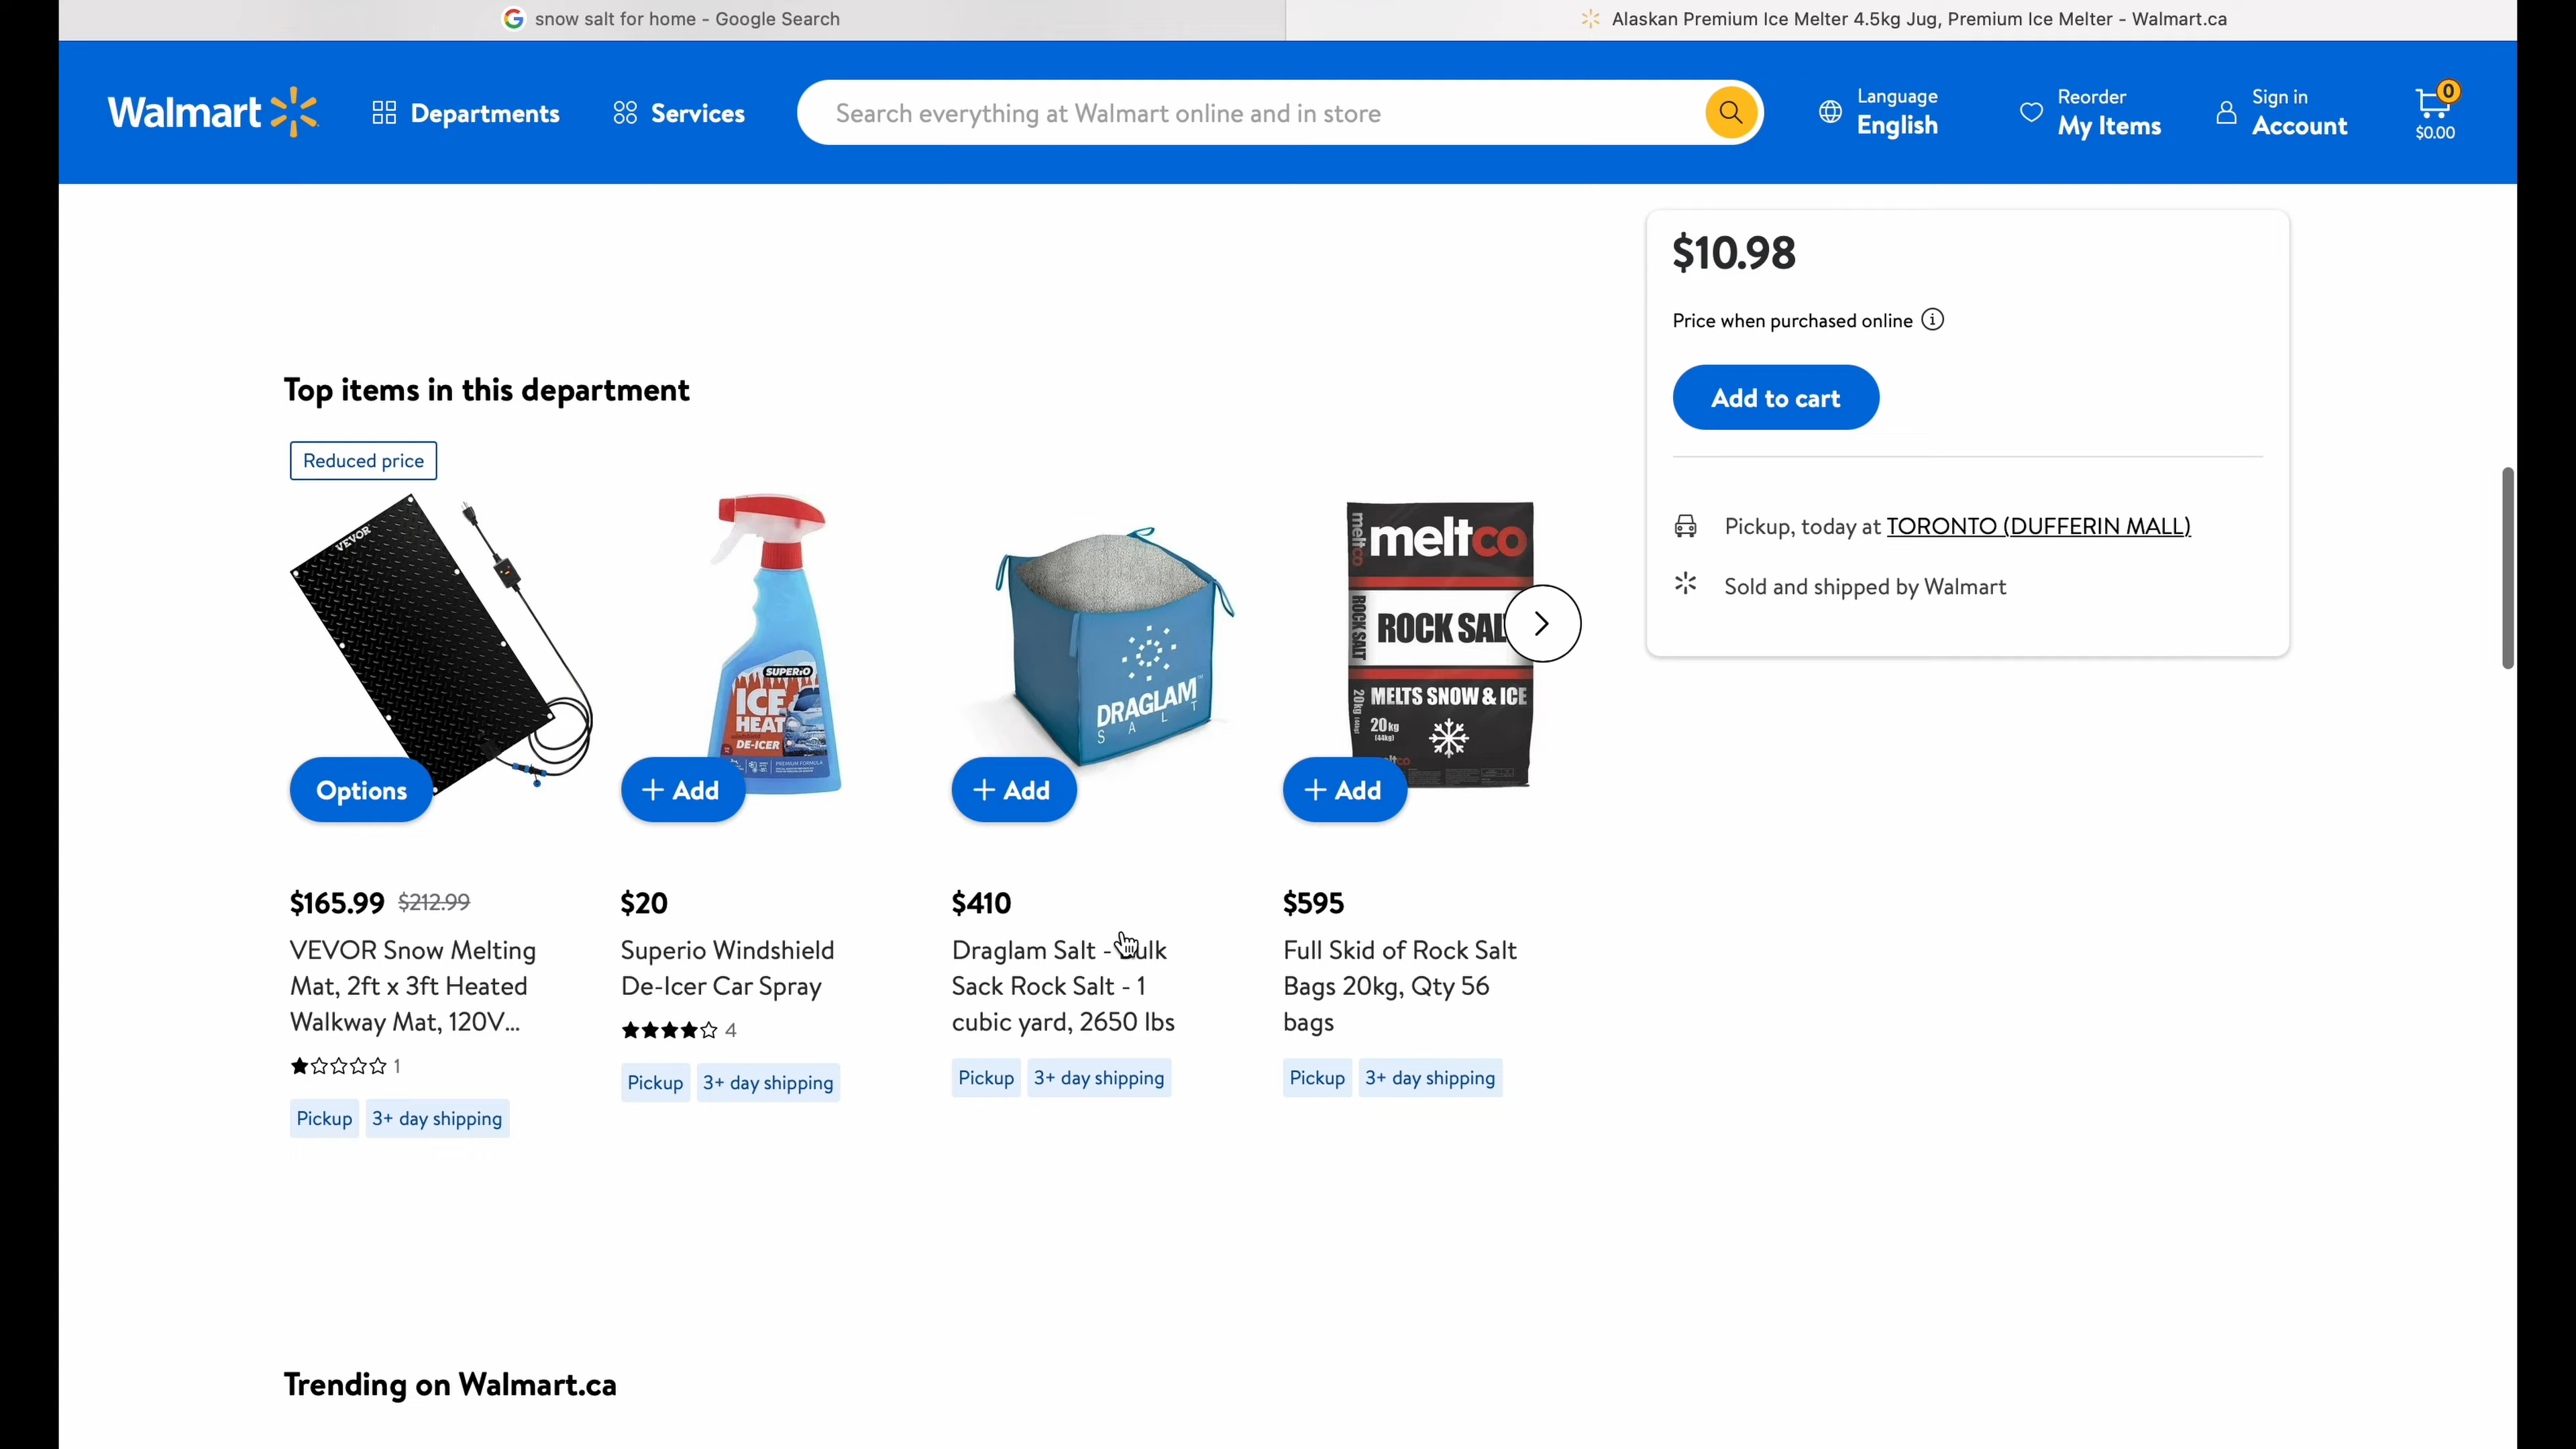 snow salt for home - Google Search
Alaskan Premium Ice Melter 4.5kg Jug, Premium Ice Melter - Walmart.ca
Walmart
Departments
Services
Search everything at Walmart online and in store
Language
English
Reorder
My Items
Sign in
Account
0
$0.00
$10.98
Price when purchased online
Add to cart
Pickup, today at TORONTO (DUFFERIN MALL)
Sold and shipped by Walmart
Top items in this department
Reduced price
VEVOR
SUPERIO
ICE
HEAT
DE-ICER
PREMIUM FORMULA
DRAGLAM
SALT
meltco
meltco
ROCK SAL
ROCK SALT
MELTS SNOW & ICE
20kg
20kg
(44kg)
Options
+ Add
+ Add
+ Add
$165.99 $212.99
VEVOR Snow Melting
Mat, 2ft x 3ft Heated
Walkway Mat, 120V...
1
Pickup 3+ day shipping
$20
Superio Windshield
De-Icer Car Spray
4
Pickup 3+ day shipping
$410
Draglam Salt - ulk
Sack Rock Salt - 1
cubic yard, 2650 lbs
Pickup 3+ day shipping
$595
Full Skid of Rock Salt
Bags 20kg, Qty 56
bags
Pickup 3+ day shipping
Trending on Walmart.ca